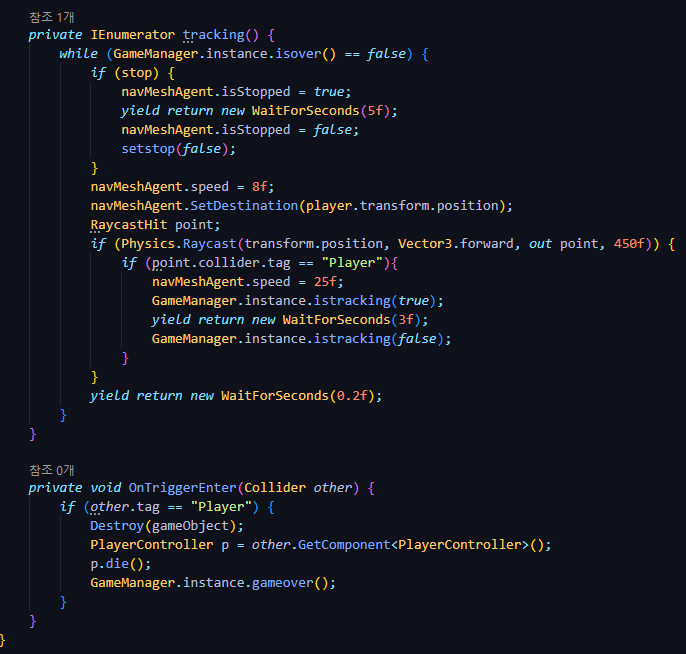 참조 1개
private IEnumerator tracking() {
while (GameManager.instance.isover() == false) {
if (stop) {
navMeshAgent.isStopped = true;
yield return new WaitForSeconds(5f);
navMeshAgent.isStopped = false;
setstop(false);
}
navMeshAgent.speed = 8f;
navMeshAgent.SetDestination(player.transform.position);
RaycastHit point;
if (Physics.Raycast(transform.position, Vector3.forward, out point, 450f)) {
if (point.collider.tag == "Player"){
navMeshAgent.speed = 25f;
GameManager.instance.istracking(true);
yield return new WaitForSeconds(3f);
GameManager.instance.istracking(false);
}
}
yield return new WaitForSeconds(0.2f);
}
}
참조 0개
private void OnTriggerEnter(Collider other) {
if (other.tag == "Player") {
Destroy(gameObject);
PlayerController p = other.GetComponent<PlayerController>();
p.die();
GameManager.instance.gameover();
}
}
}